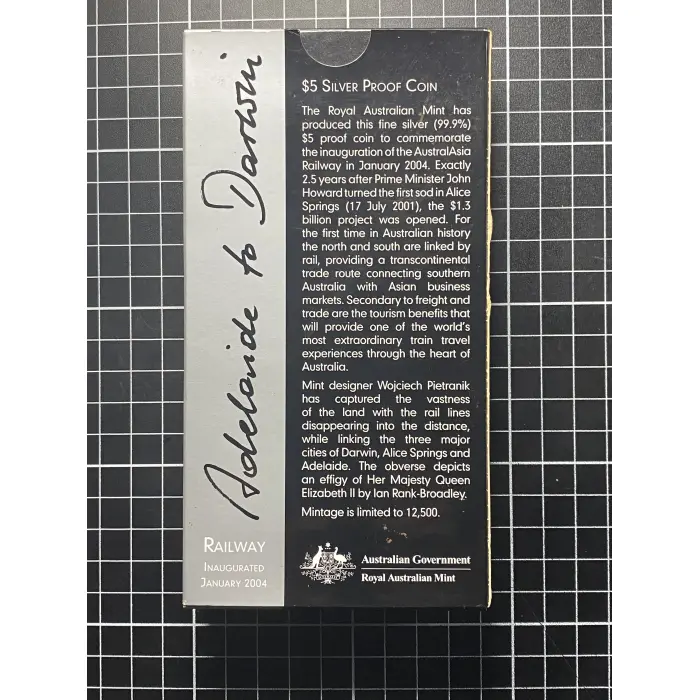 Adelaide to Darwin
RAILWAY
INAUGURATED
JANUARY 2004
$5 SILVER PROOF COIN
The Royal Australian Mint has
produced this fine silver (99.9%)
$5 proof coin to commemorate
the inauguration of the AustralAsia
Railway in January 2004. Exactly
2.5 years after Prime Minister John
Howard turned the first sod in Alice
Springs (17 July 2001), the $1.3
billion project was opened. For
the first time in Australian history
the north and south are linked by
rail, providing a transcontinental
trade route connecting southern
Australia with Asian business
markets. Secondary to freight and
trade are the tourism benefits that
will provide one of the world's
most extraordinary train travel
experiences through the heart of
Australia.
Mint designer Wojciech Pietranik
has captured the vastness
of the land with the rail lines
disappearing into the distance,
while linking the three major
cities of Darwin, Alice Springs and
Adelaide. The obverse depicts
an effigy of Her Majesty Queen
Elizabeth II by Ian Rank-Broadley.
Mintage is limited to 12,500.
Australian Government
Royal Australian Mint